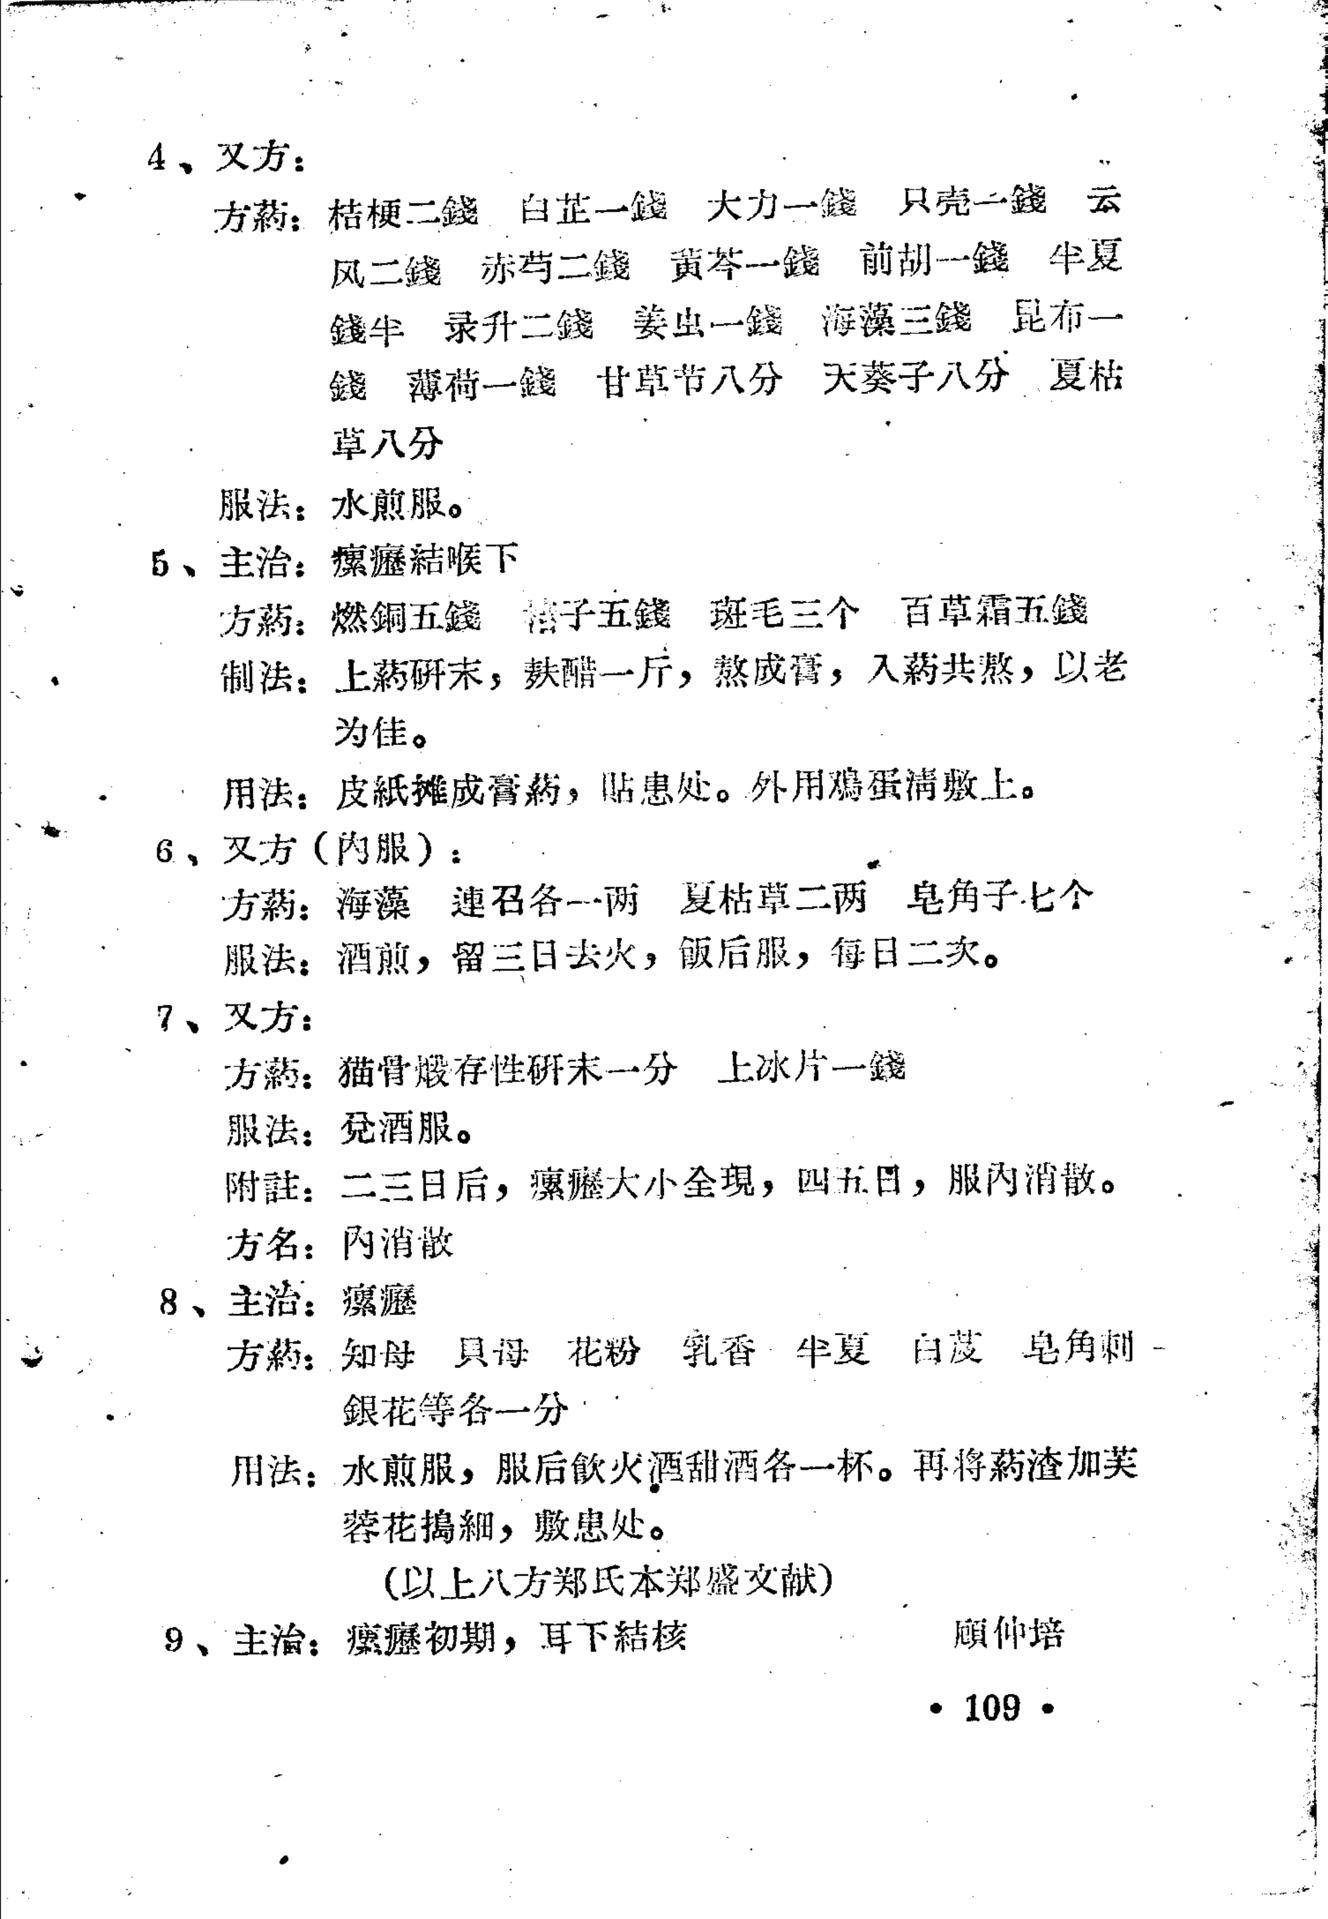 4、又方：
方葯：桔梗二錢　白芷一錢　大力一錢　只壳一錢　云
风二錢　赤芍二錢　黄芩一錢　前胡一錢　半夏
錢半　录升二錢　姜虫一錢　海藻三錢　昆布一
錢　薄荷一錢　甘草节八分　天葵子八分　夏枯
草八分
服法：水煎服。
5、主治：瘰癧結喉下
方葯：燃銅五錢　子五錢　斑毛三个　百草霜五錢
制法：上葯研末，麸醋一斤，熬成膏，入葯共熬，以老
为佳。
用法：皮紙摊成膏葯，貼患处。外用鷄蛋清敷上。
6、又方（内服）：
方葯：海藻　連召各一两　夏枯草二两　皂角子七个
服法：酒煎，留三日去火，飯后服，每日二次。
7、又方：
方葯：猫骨煅存性研末一分　上冰片一錢
服法：兌酒服。
附註：二三日后，瘰癧大小全現，四五日，服内消散。
方名：内消散
8、主治：瘰癧
方葯：知母　貝母　花粉　乳香　半夏　白芨　皂角刺
銀花等各一分
用法：水煎服，服后飲火酒甜酒各一杯。再将葯渣加芙
蓉花搗細，敷患处。
（以上八方郑氏本郑盛文献）
9、主治：瘰癧初期，耳下結核　顧仲培
• 109 •